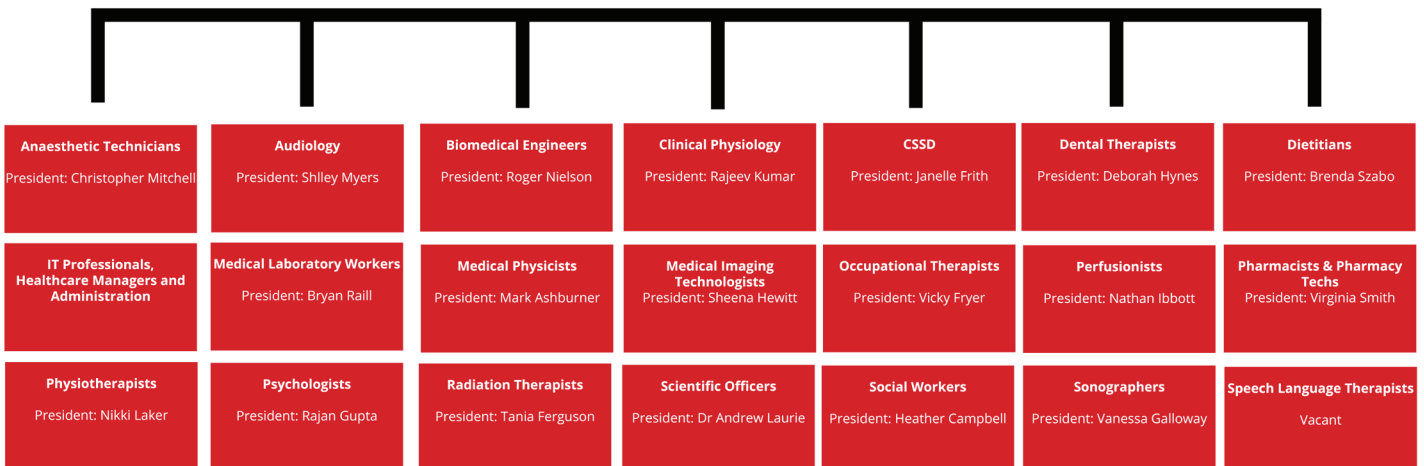 Anaesthetic Technicians
President: Christopher Mitchell
Audiology
President: Shlley Myers
Biomedical Engineers
President: Roger Nielson
Clinical Physiology
President: Rajeev Kumar
CSSD
President: Janelle Frith
Dental Therapists
President: Deborah Hynes
Dietitians
President: Brenda Szabo
IT Professionals,
Healthcare Managers and
Administration
Medical Laboratory Workers
President: Bryan Raill
Medical Physicists
President: Mark Ashburner
Medical Imaging
Technologists
President: Sheena Hewitt
Occupational Therapists
President: Vicky Fryer
Perfusionists
President: Nathan Ibbott
Pharmacists & Pharmacy
Techs
President: Virginia Smith
Physiotherapists
President: Nikki Laker
Psychologists
President: Rajan Gupta
Radiation Therapists
President: Tania Ferguson
Scientific Officers
President: Dr Andrew Laurie
Social Workers
President: Heather Campbell
Sonographers
President: Vanessa Galloway
Speech Language Therapists
Vacant